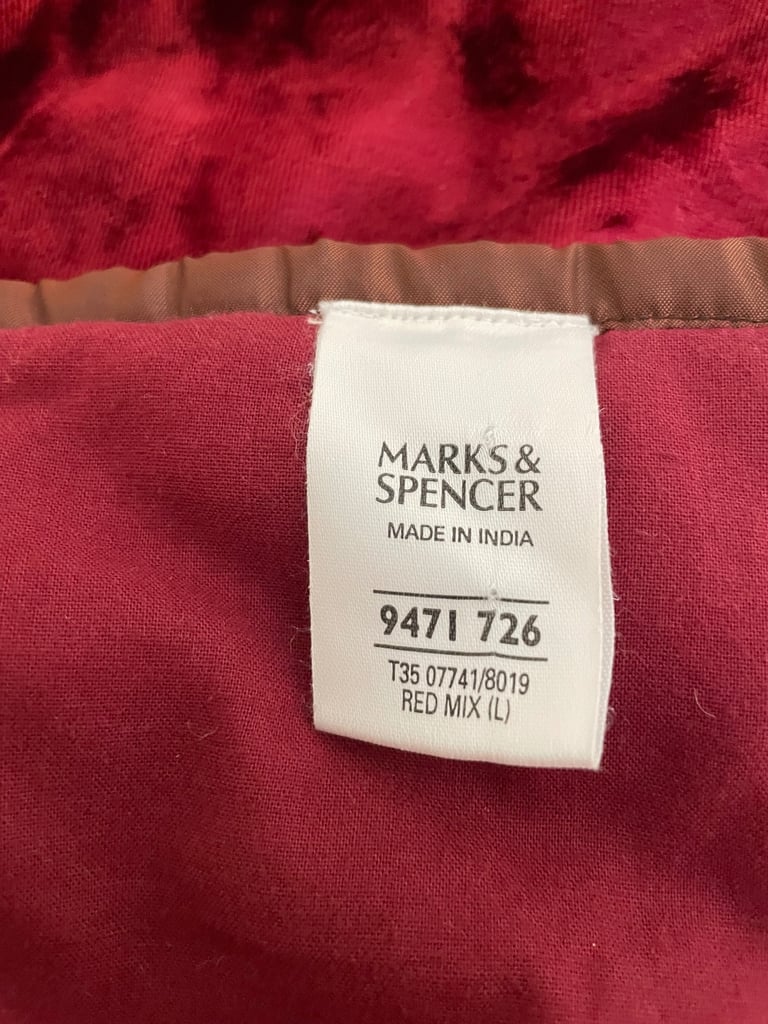 MARKS &
SPENCER
MADE IN INDIA
9471 726
T35 07741/8019
RED MIX (L)